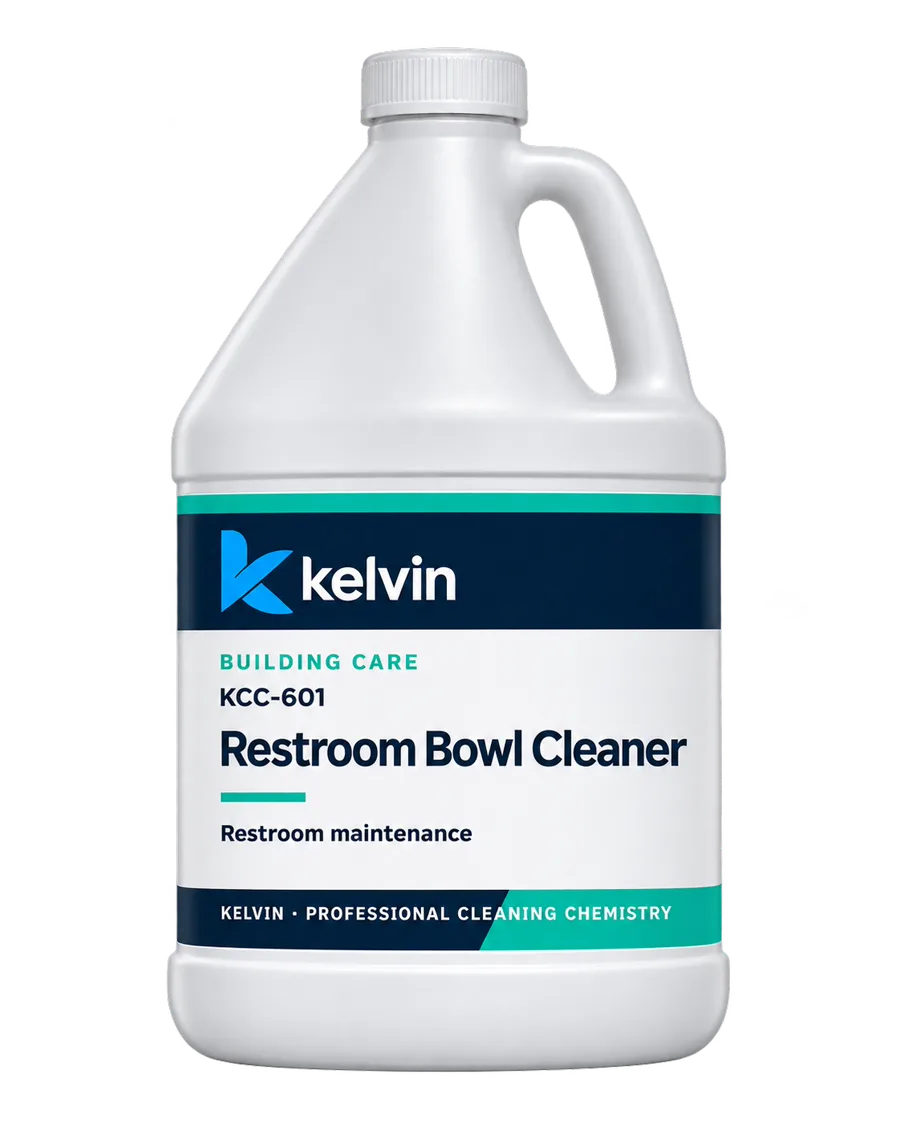 kelvin
BUILDING CARE
KCC-601
Restroom Bowl Cleaner
Restroom maintenance
KELVIN · PROFESSIONAL CLEANING CHEMISTRY